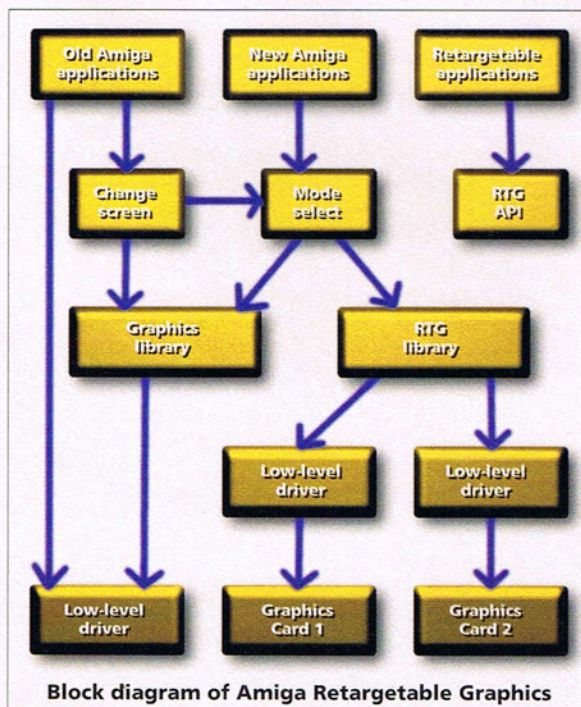 Old Amiga
applications
New Amiga
applications
Retargetable
applications
Change
screen
Mode
select
RTG
API
Graphics
library
RTG
library
Low-level
driver
Low-level
driver
Low-level
driver
Graphics
Card 1
Graphics
Card 2
Block diagram of Amiga Retargetable Graphics